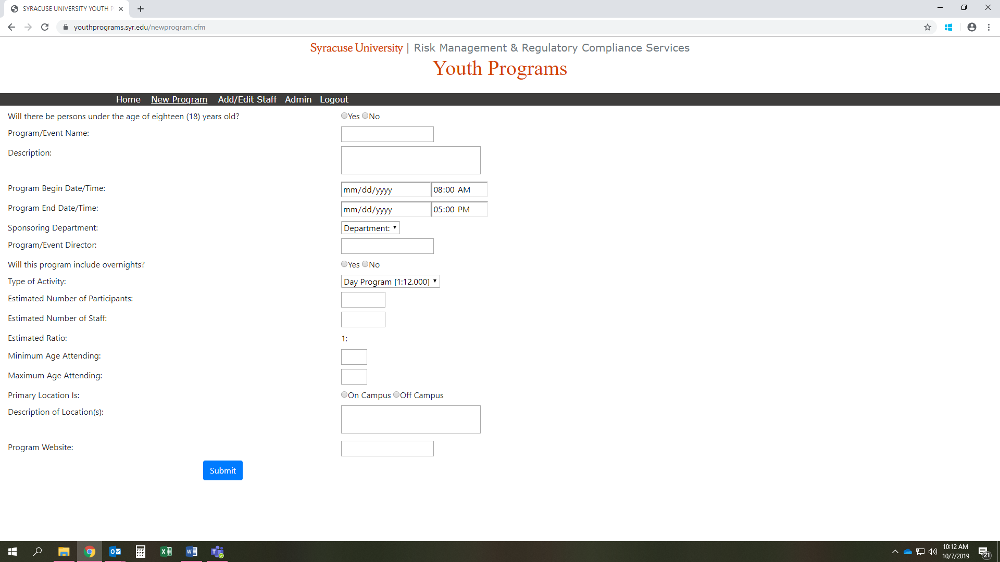 SYRACUSE UNIVERSITY YOUTH P
youthprograms.syr.edu/newprogram.cfm
Syracuse University | Risk Management & Regulatory Compliance Services
Youth Programs
Home New Program Add/Edit Staff Admin Logout
Will there be persons under the age of eighteen (18) years old? Yes No
Program/Event Name:
Description:
Program Begin Date/Time: mm/dd/yyyy 08:00 AM
Program End Date/Time: mm/dd/yyyy 05:00 PM
Sponsoring Department: Department:
Program/Event Director:
Will this program include overnights? Yes No
Type of Activity: Day Program [1:12.000]
Estimated Number of Participants:
Estimated Number of Staff:
Estimated Ratio: 1:
Minimum Age Attending:
Maximum Age Attending:
Primary Location Is: On Campus Off Campus
Description of Location(s):
Program Website:
Submit
10:12 AM
10/7/2019
21